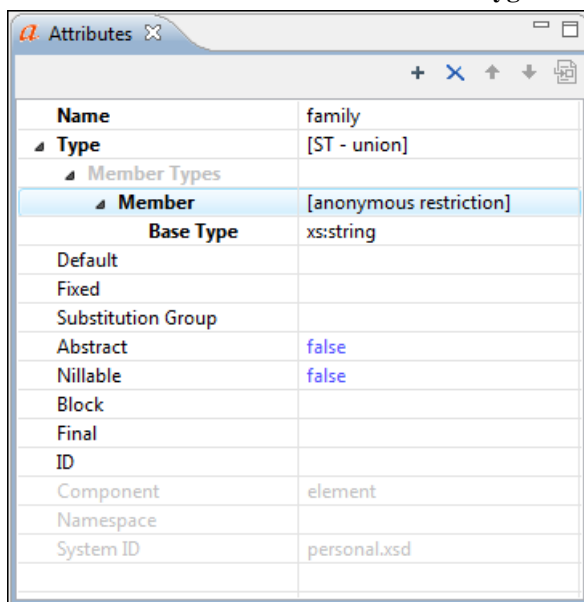 yg
a Attributes
Name family
Type [ST - union]
Member Types
Member [anonymous restriction]
Base Type xs:string
Default
Fixed
Substitution Group
Abstract false
Nillable false
Block
Final
ID
Component element
Namespace
System ID personal.xsd